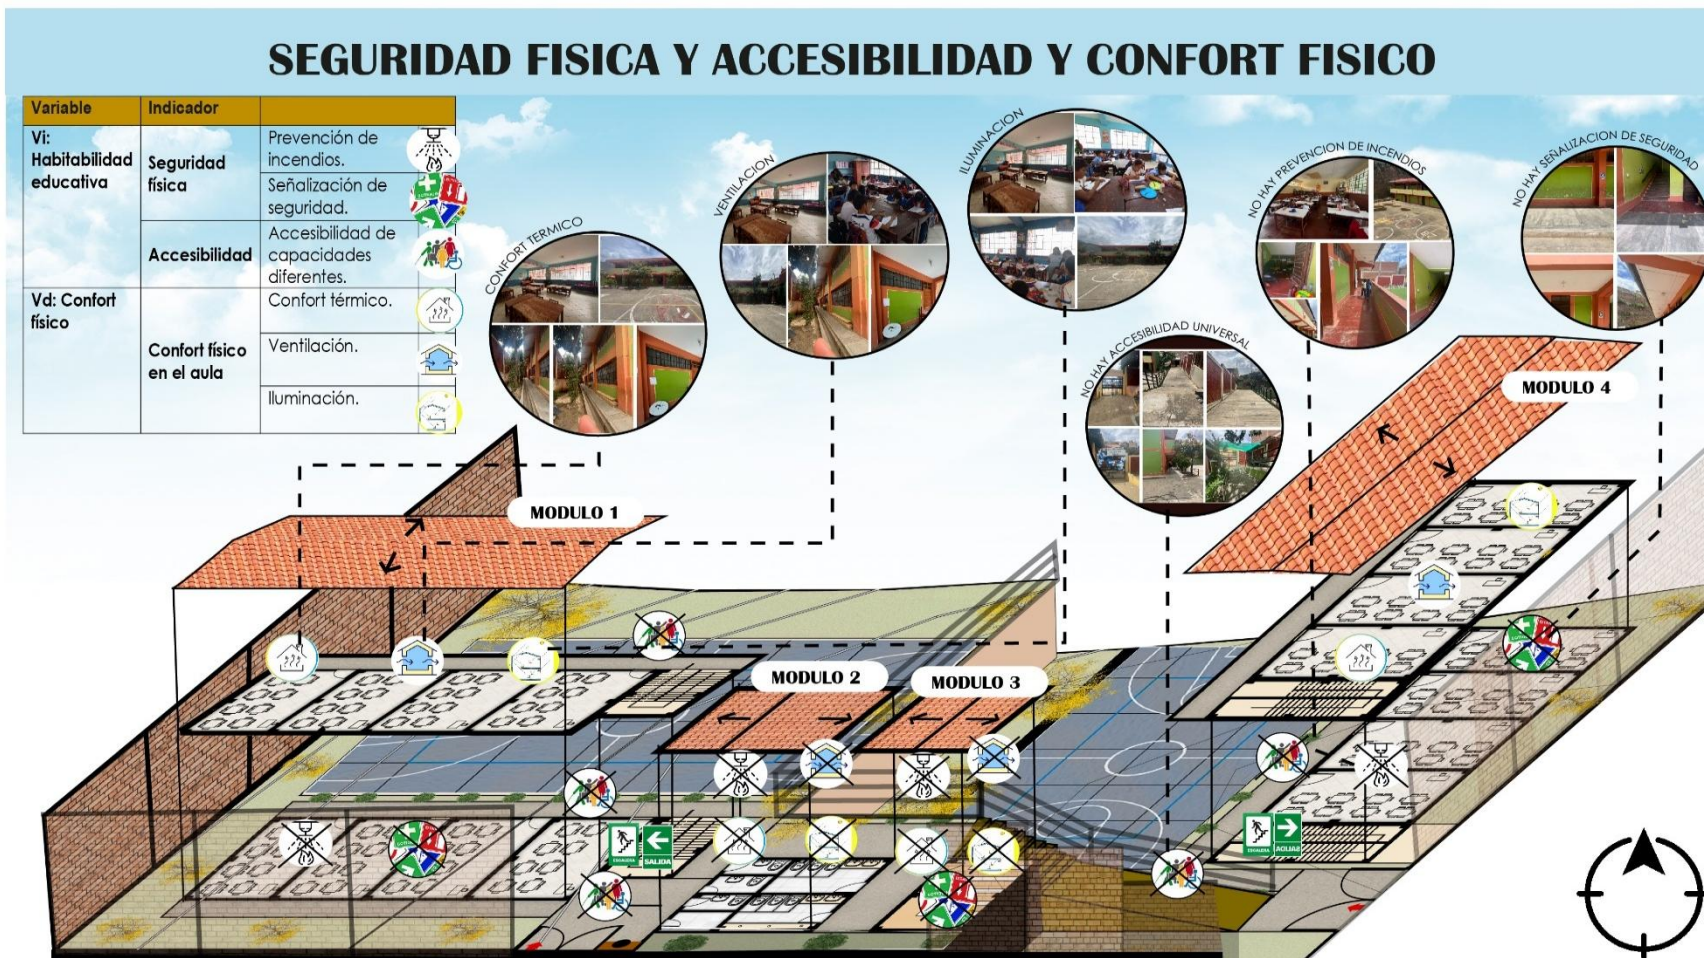 SEGURIDAD FISICA Y ACCESIBILIDAD Y CONFORT FISICO
Variable
Indicador
Vi:
Habitabilidad
educativa
Seguridad
física
Prevención de
incendios.
Señalización de
seguridad.
Accesibilidad
Accesibilidad de
capacidades
diferentes.
Vd: Confort
físico
Confort físico
en el aula
Confort térmico.
Ventilación.
Iluminación.
CONFORT TERMICO
VENTILACION
ILUMINACION
NO HAY ACCESIBILIDAD UNIVERSAL
NO HAY PREVENCION DE INCENDIOS
NO HAY SEÑALIZACION DE SEGURIDAD
MODULO 4
MODULO 1
MODULO 2
MODULO 3
ESCALERA
SALIDA
ESCALERA